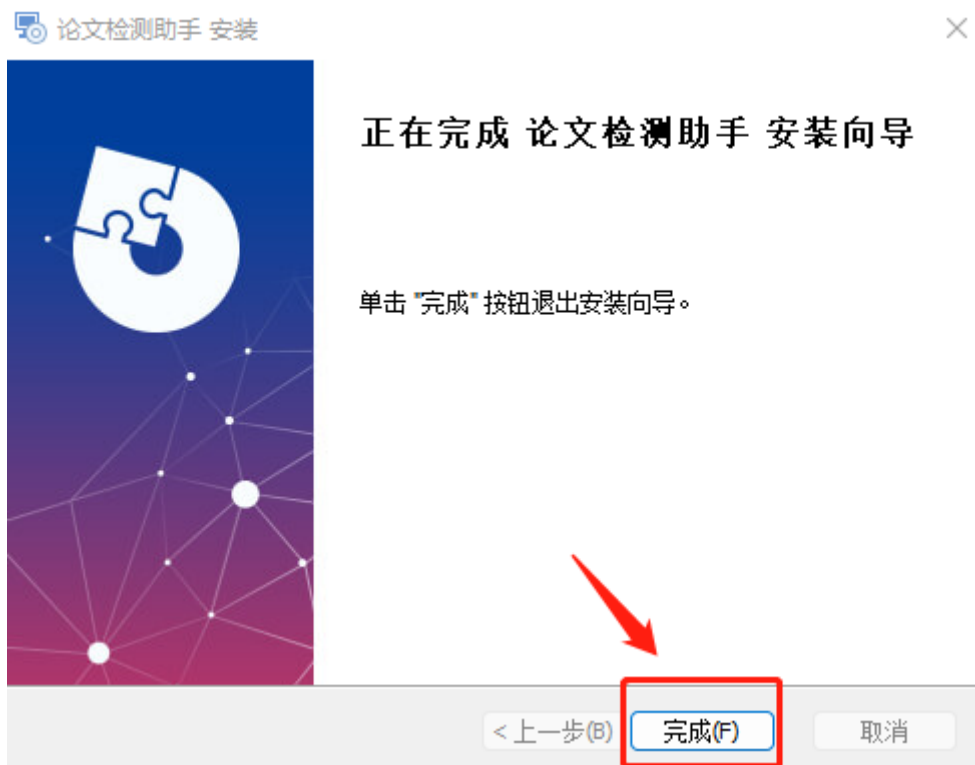 论文检测助手 安装
正在完成 论文检测助手 安装向导
单击 "完成" 按钮退出安装向导。
< 上一步(B)
完成(F)
取消